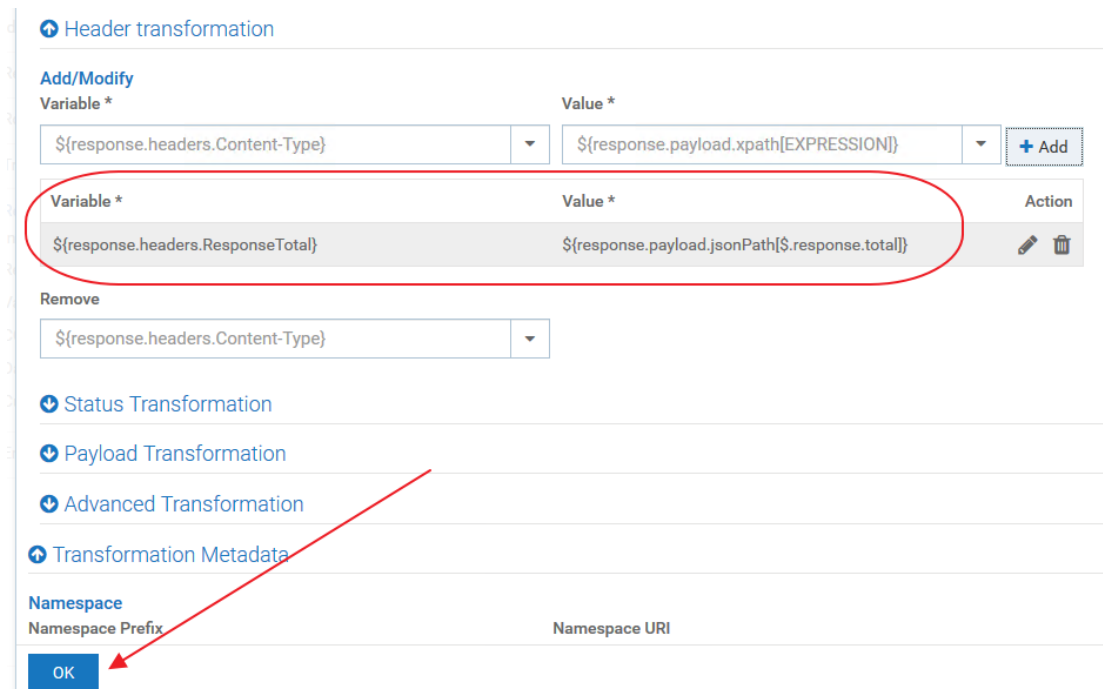 Header transformation
Add/Modify
Variable * Value *
${response.headers.Content-Type} ${response.payload.xpath[EXPRESSION]} + Add
Variable * Value * Action
${response.headers.ResponseTotal} ${response.payload.jsonPath[$.response.total]}
Remove
${response.headers.Content-Type}
Status Transformation
Payload Transformation
Advanced Transformation
Transformation Metadata
Namespace
Namespace Prefix Namespace URI
OK